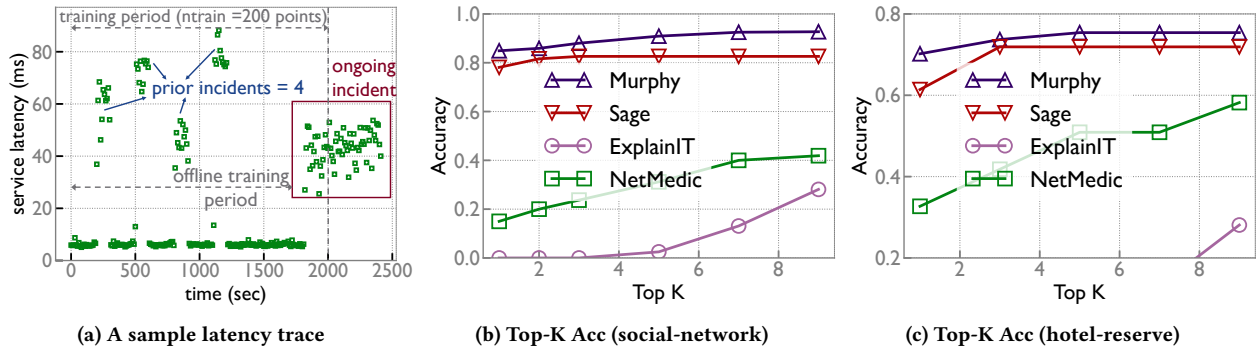 training period (ntrain =200 points)
80
60
40
20
0
service latency (ms)
prior incidents = 4
ongoing
incident
offline training
period
0 500 1000 1500 2000 2500
time (sec)
(a) A sample latency trace
1.0
0.8
0.6
0.4
0.2
0.0
Accuracy
Murphy
Sage
ExplainIT
NetMedic
2 4 6 8
Top K
(b) Top-K Acc (social-network)
0.8
0.6
0.4
0.2
Accuracy
Murphy
Sage
ExplainIT
NetMedic
2 4 6 8
Top K
(c) Top-K Acc (hotel-reserve)